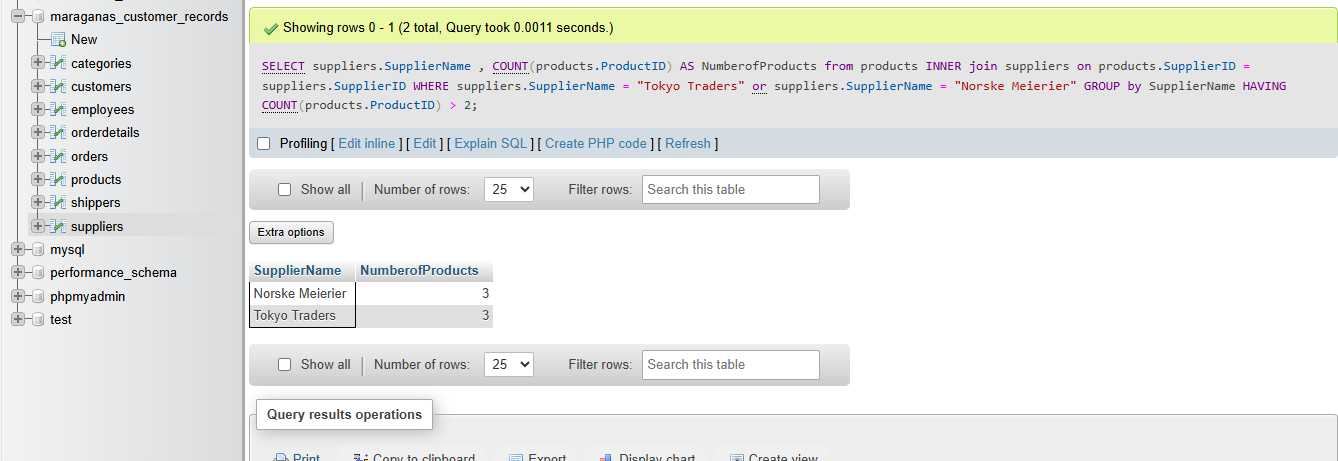 maraganas_customer_records
New
categories
customers
employees
orderdetails
orders
products
shippers
suppliers
mysql
performance_schema
phpmyadmin
test
Showing rows 0 - 1 (2 total, Query took 0.0011 seconds.)
SELECT suppliers.SupplierName , COUNT(products.ProductID) AS NumberofProducts from products INNER join suppliers on products.SupplierID =
suppliers.SupplierID WHERE suppliers.SupplierName = "Tokyo Traders" or suppliers.SupplierName = "Norske Meierier" GROUP by SupplierName HAVING
COUNT(products.ProductID) > 2;
Profiling [ Edit inline ] [ Edit ] [ Explain SQL ] [ Create PHP code ] [ Refresh ]
Show all | Number of rows: 25 Filter rows: Search this table
Extra options
SupplierName NumberofProducts
Norske Meierier 3
Tokyo Traders 3
Show all | Number of rows: 25 Filter rows: Search this table
Query results operations
Print Copy to clipboard Export Display chart Create view